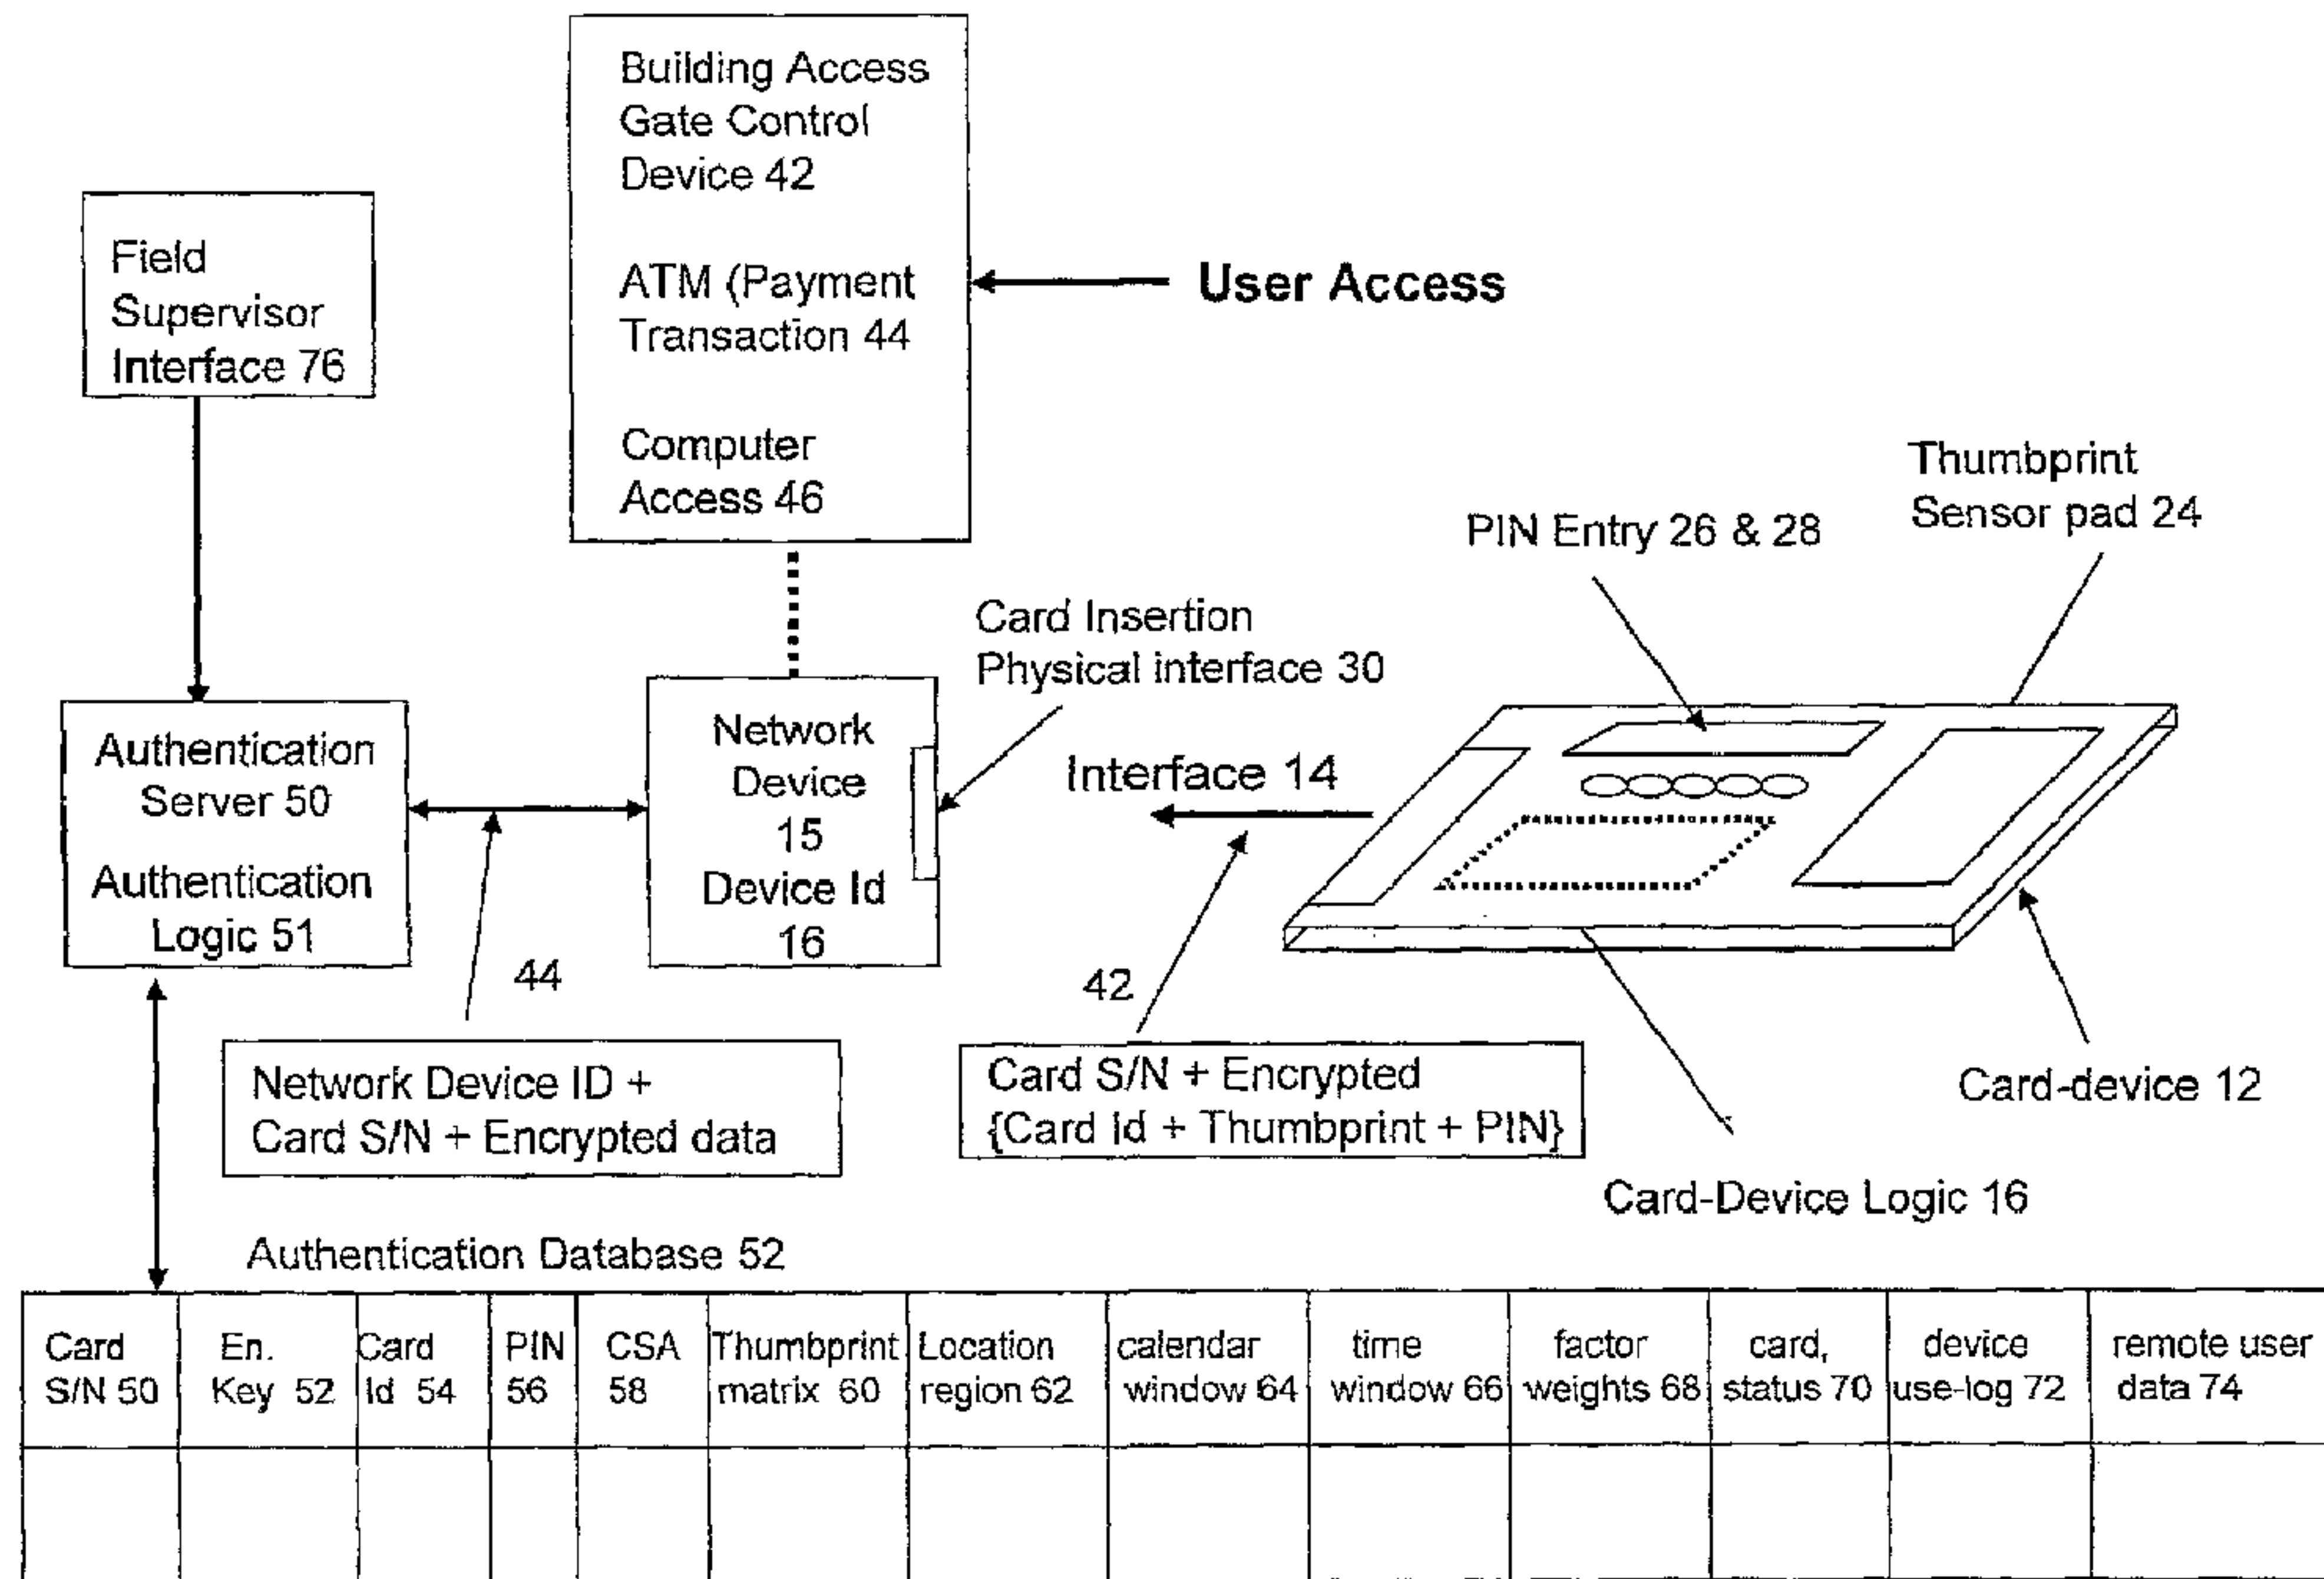 Building Access
Gate Control
Device 42
ATM (Payment
Transaction 44
Computer
Access 46
User Access
Field
Supervisor
Interface 76
Thumbprint
Sensor pad 24
PIN Entry 26 & 28
Card Insertion
Physical interface 30
Network
Device
15
Device Id
16
Interface 14
Authentication
Server 50
Authentication
Logic 51
44
42
Network Device ID +
Card S/N + Encrypted data
Card S/N + Encrypted
{Card Id + Thumbprint + PIN}
Card-device 12
Card-Device Logic 16
Authentication Database 52
Card
S/N 50
En.
Key 52
Card
Id 54
PIN
56
CSA
58
Thumbprint
matrix 60
Location
region 62
calendar
window 64
time
window 66
factor
weights 68
card,
status 70
device
use-log 72
remote user
data 74